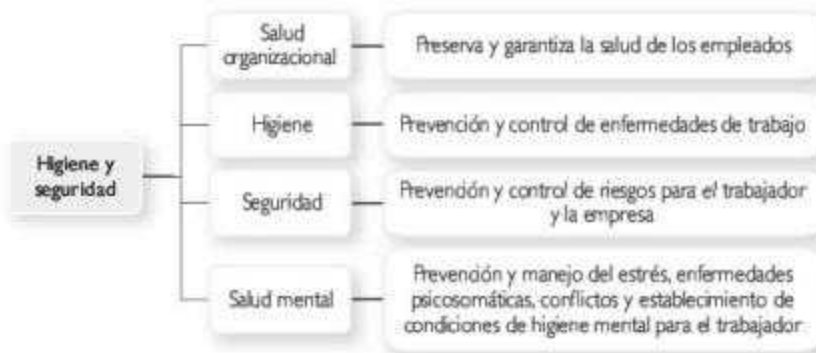 Higiene y
seguridad
Salud
organizacional
Preserva y garantiza la salud de los empleados
Higiene
Prevención y control de enfermedades de trabajo
Seguridad
Prevención y control de riesgos para el trabajador
y la empresa
Salud mental
Prevención y manejo del estrés, enfermedades
psicosomáticas, conflictos y establecimiento de
condiciones de higiene mental para el trabajador